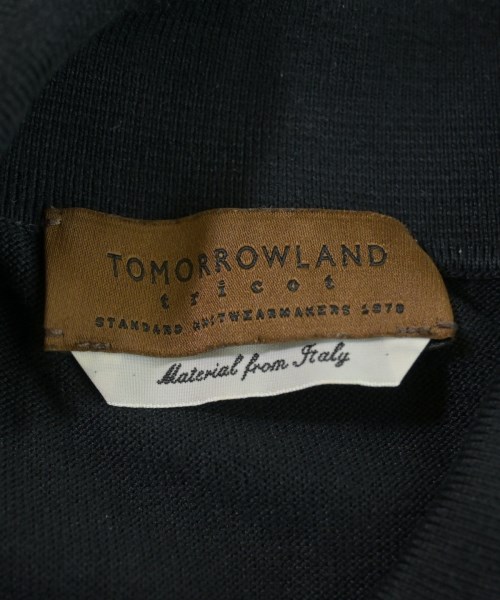 TOMORROWLAND
tricot
STANDARD KNITWEARMAKERS 1978
Material from Italy